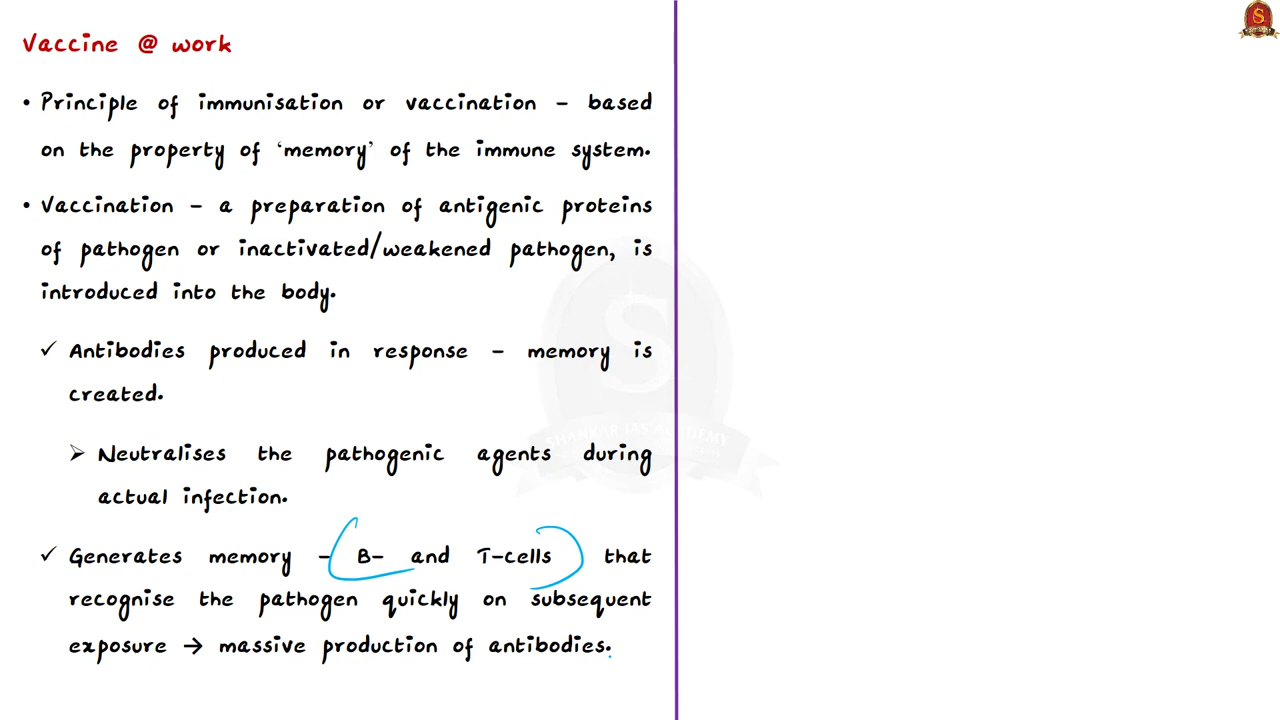 Vaccine @ work
• Principle of immunisation or vaccination – based
on the property of ‘memory’ of the immune system.
• Vaccination – a preparation of antigenic proteins
of pathogen or inactivated/weakened pathogen, is
introduced into the body.
✓ Antibodies produced in response – memory is
created.
➢ Neutralises the pathogenic agents during
actual infection.
✓ Generates memory – B- and T-cells that
recognise the pathogen quickly on subsequent
exposure → massive production of antibodies.
S
SHANKAR IAS ACADEMY